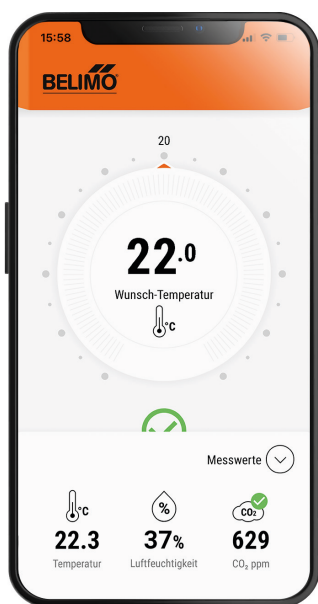 15:58
BELIMO
20
22.0
Wunsch-Temperatur
°C
Messwerte
°C
%
CO₂
22.3
37%
629
Temperatur
Luftfeuchtigkeit
CO₂ ppm